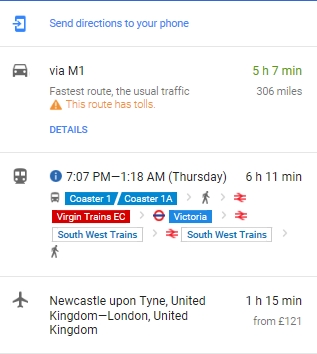 Send directions to your phone
via M1 5 h 7 min
Fastest route, the usual traffic 306 miles
This route has tolls.
DETAILS
7:07 PM—1:18 AM (Thursday) 6 h 11 min
Coaster 1 Coaster 1A
Virgin Trains EC Victoria
South West Trains South West Trains
Newcastle upon Tyne, United 1 h 15 min
Kingdom—London, United from £121
Kingdom